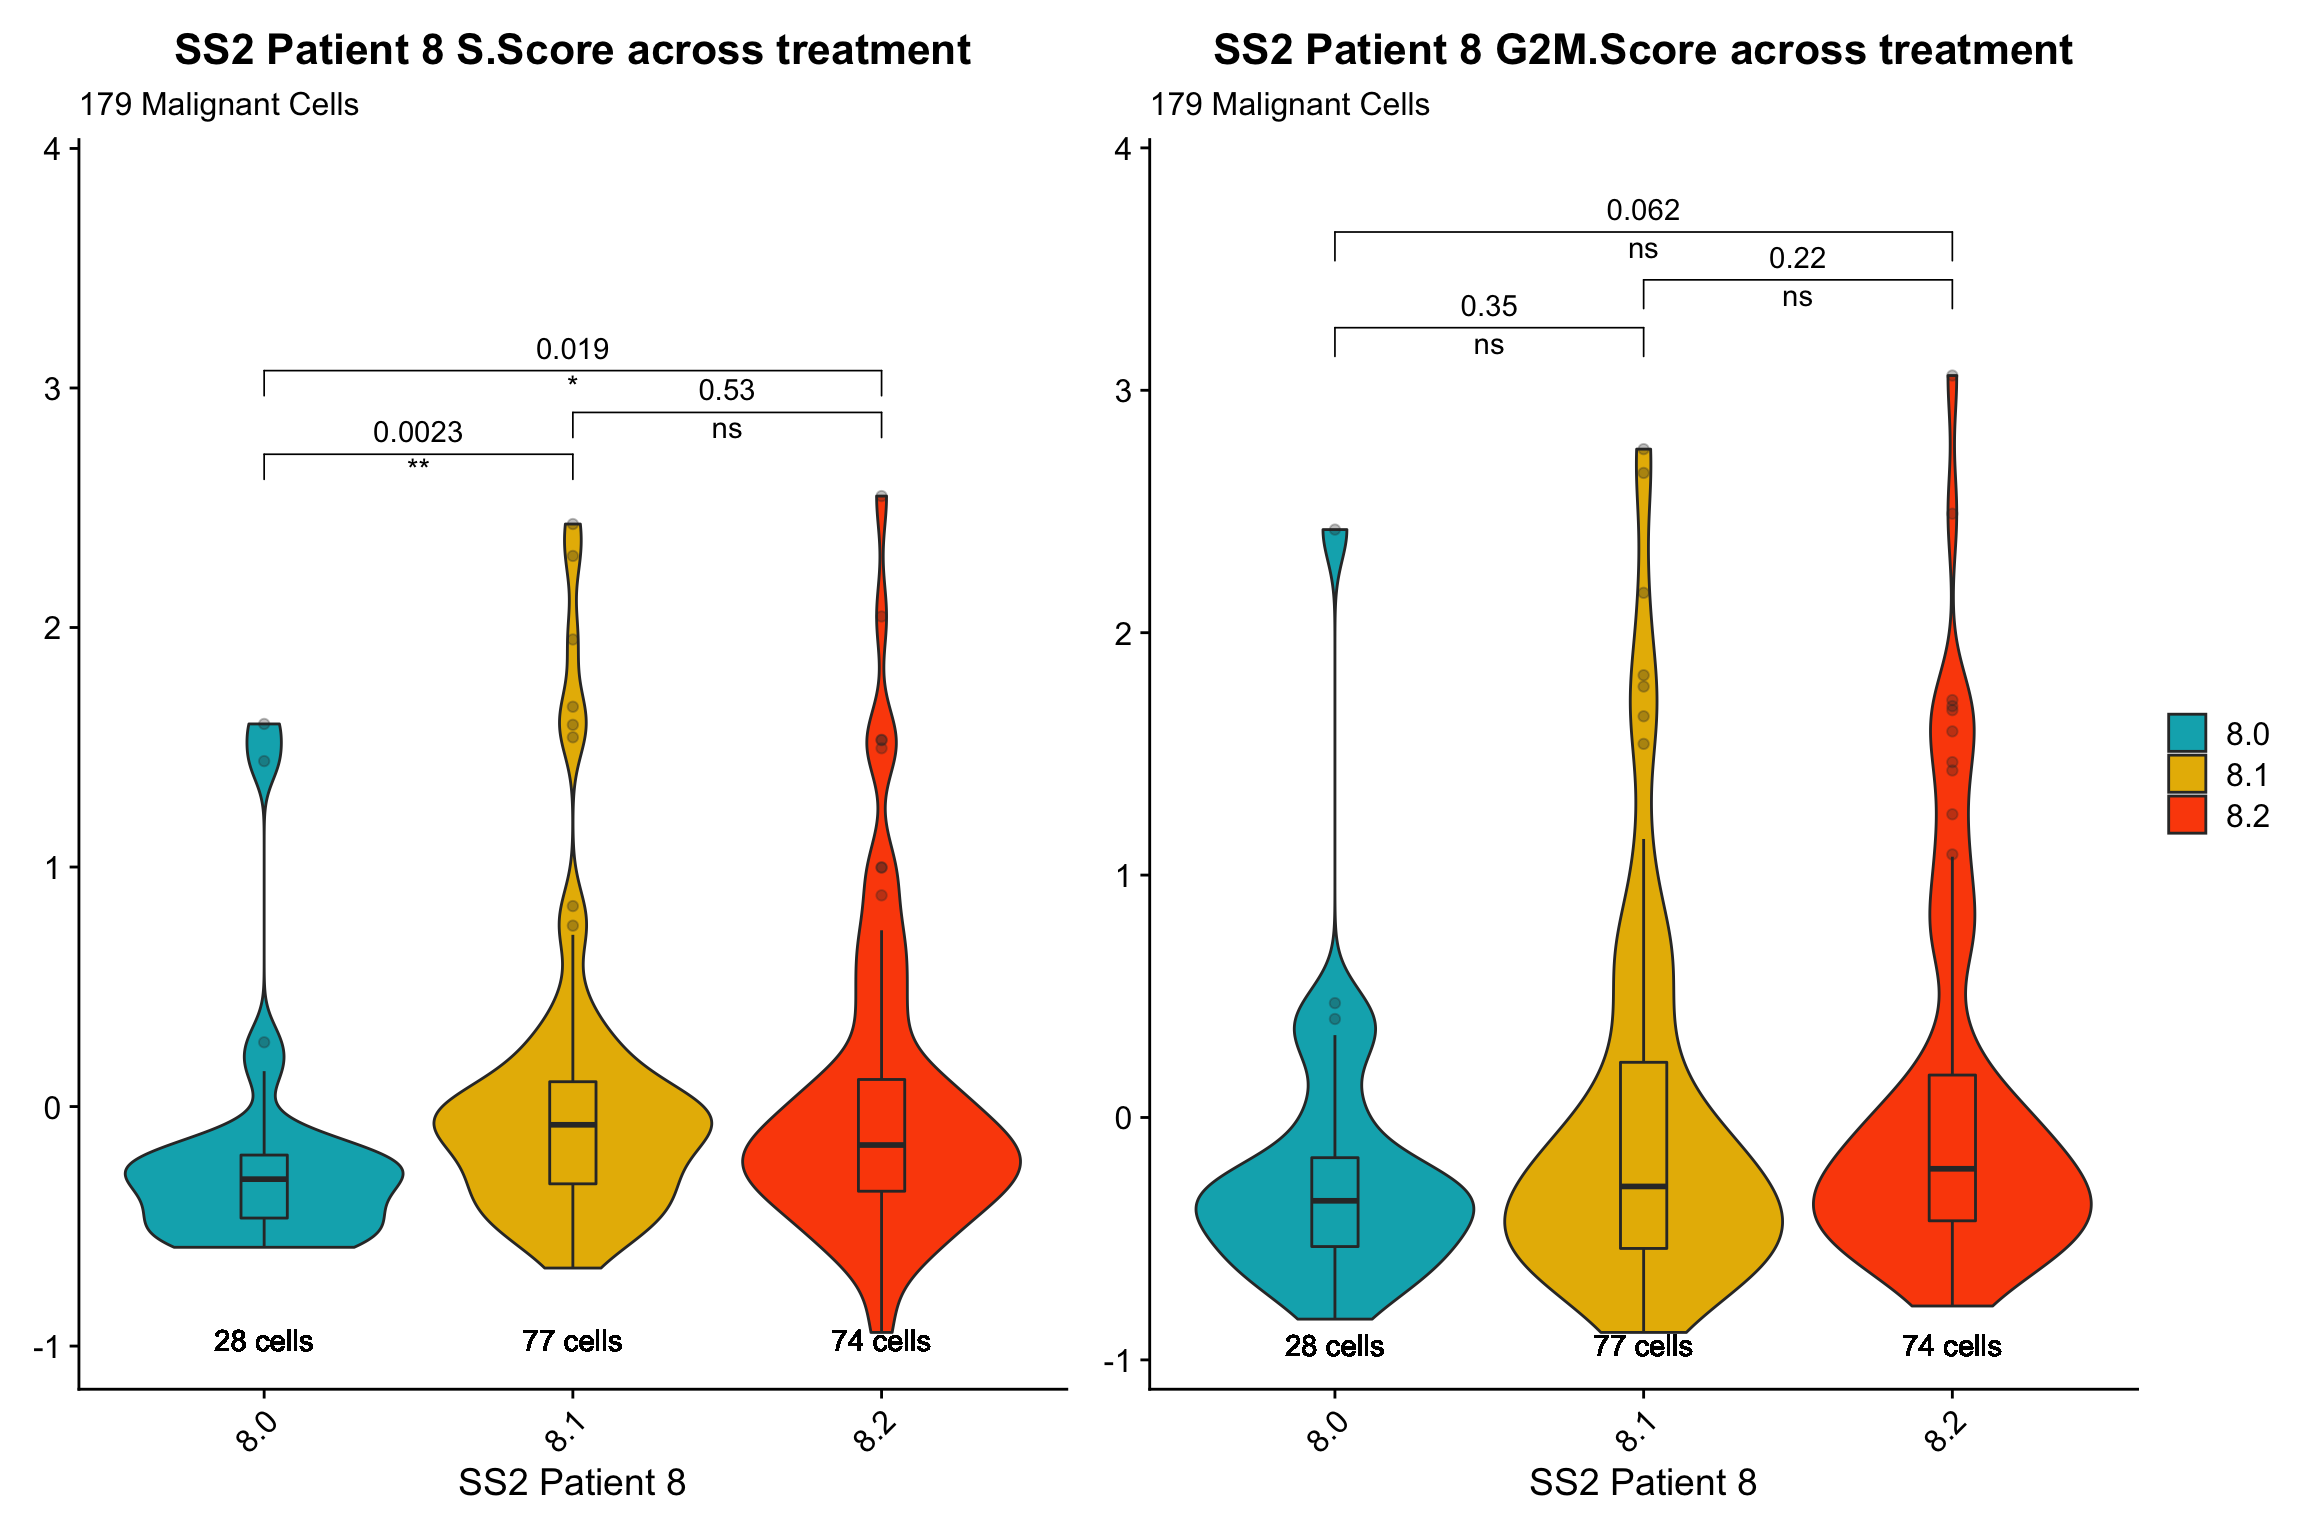 SS2 Patient 8 S.Score across treatment
179 Malignant Cells
4
3
2
1
0
-1
0.019
*
0.53
ns
0.0023
**
28 cells
77 cells
74 cells
8.0
8.1
8.2
SS2 Patient 8
SS2 Patient 8 G2M.Score across treatment
179 Malignant Cells
4
3
2
1
0
-1
0.062
ns
0.22
ns
0.35
ns
28 cells
77 cells
74 cells
8.0
8.1
8.2
SS2 Patient 8
8.0
8.1
8.2